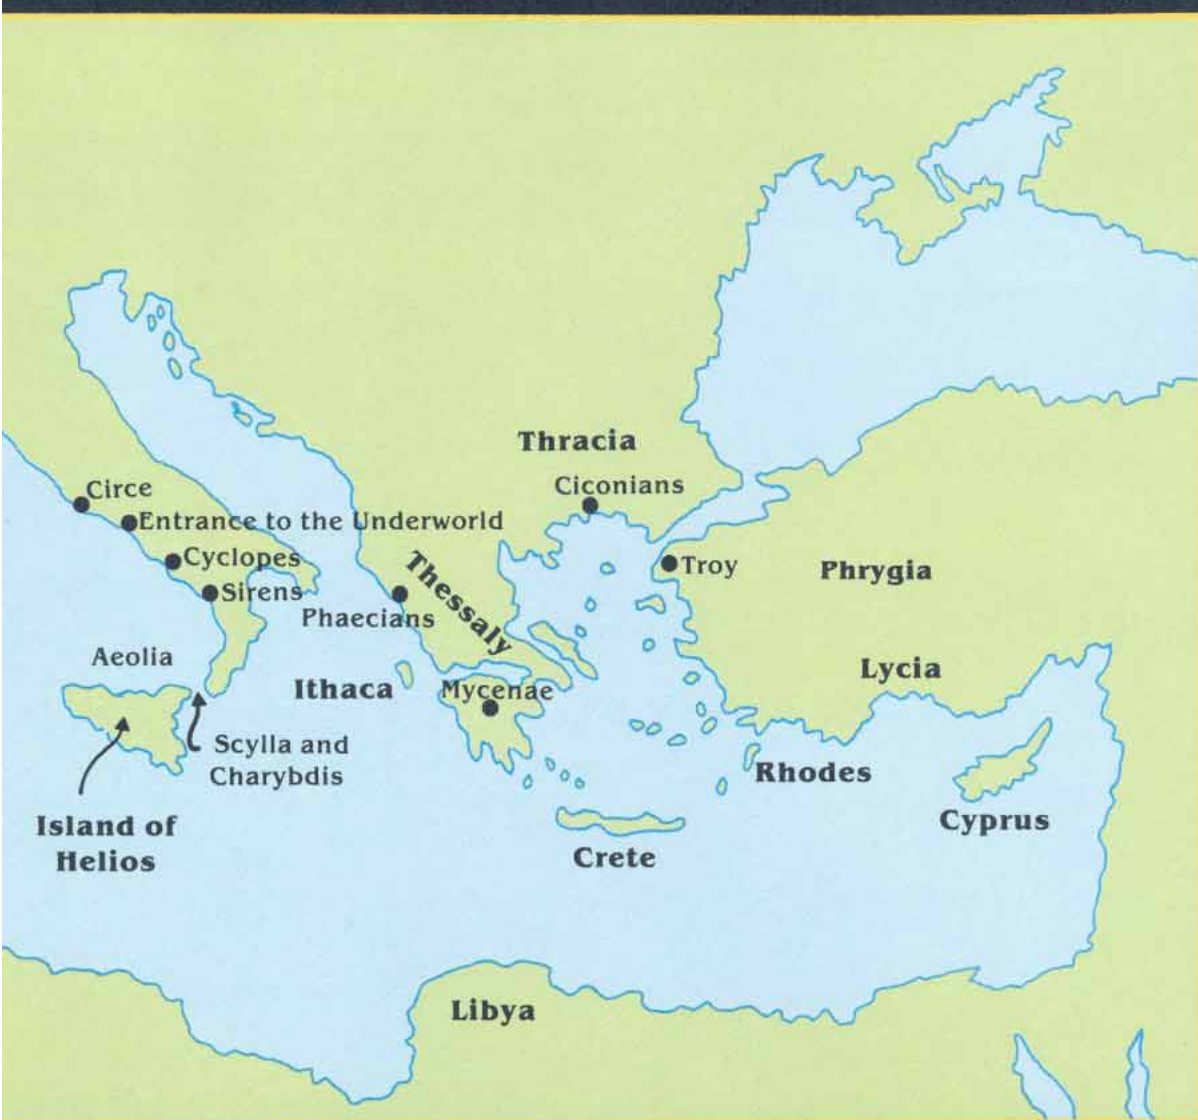 Thracia
Ciconians
Circe
Entrance to the Underworld
Cyclopes
Sirens
Phaecians
Thessaly
Troy
Phrygia
Lycia
Aeolia
Ithaca
Mycenae
Scylla and
Charybdis
Rhodes
Island of
Helios
Cyprus
Crete
Libya